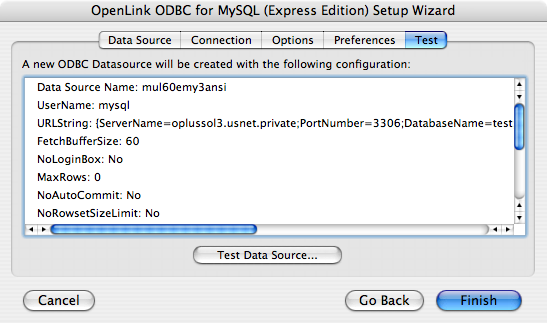 OpenLink ODBC for MySQL (Express Edition) Setup Wizard
Data Source Connection Options Preferences Test
A new ODBC Datasource will be created with the following configuration:
Data Source Name: mul60emy3ansi
UserName: mysql
URLString: {ServerName=oplussol3.usnet.private;PortNumber=3306;DatabaseName=test
FetchBufferSize: 60
NoLoginBox: No
MaxRows: 0
NoAutoCommit: No
NoRowsetSizeLimit: No
Test Data Source...
Cancel Go Back Finish